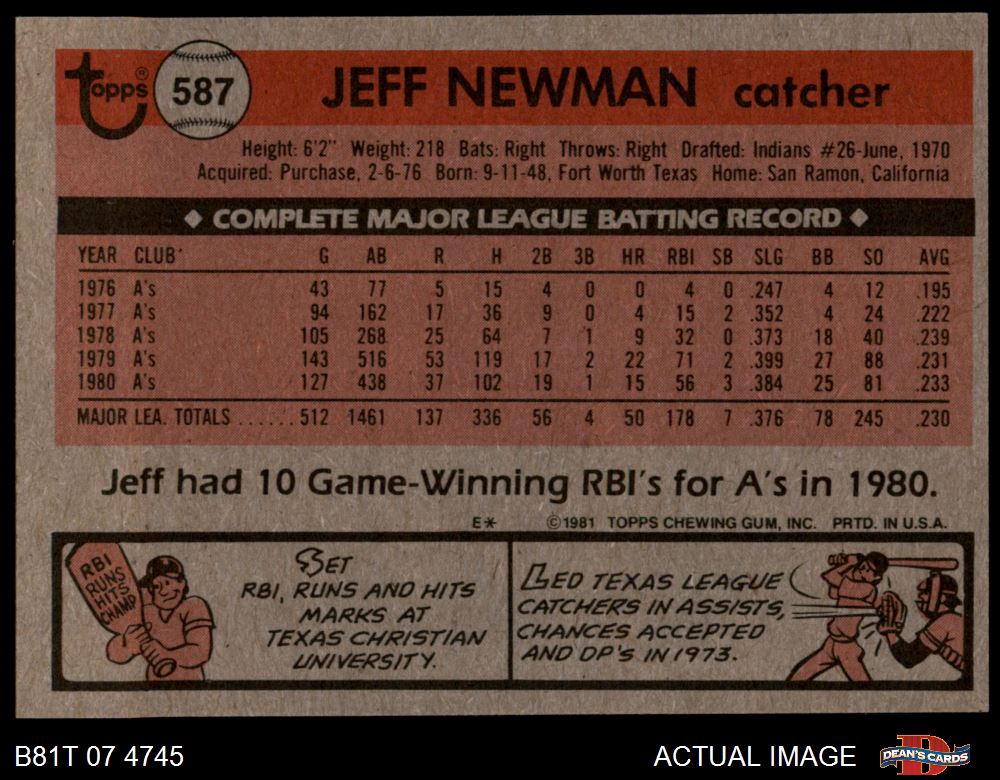 topps® 587 JEFF NEWMAN catcher
Height: 6'2" Weight: 218 Bats: Right Throws: Right Drafted: Indians #26-June, 1970
Acquired: Purchase, 2-6-76 Born: 9-11-48, Fort Worth Texas Home: San Ramon, California
◆ COMPLETE MAJOR LEAGUE BATTING RECORD ◆
YEAR CLUB G AB R H 2B 3B HR RBI SB SLG BB SO AVG
1976 A's 43 77 5 15 4 0 0 4 0 .247 4 12 .195
1977 A's 94 162 17 36 9 0 4 15 2 .352 4 24 .222
1978 A's 105 268 25 64 7 1 9 32 0 .373 18 40 .239
1979 A's 143 516 53 119 17 2 22 71 2 .399 27 88 .231
1980 A's 127 438 37 102 19 1 15 56 3 .384 25 81 .233
MAJOR LEA. TOTALS ...... 512 1461 137 336 56 4 50 178 7 .376 78 245 .230
Jeff had 10 Game-Winning RBI's for A's in 1980.
E* ©1981 TOPPS CHEWING GUM, INC. PRTD. IN U.S.A.
RBI
RUNS
HITS
CHAMP
SET
RBI, RUNS AND HITS
MARKS AT
TEXAS CHRISTIAN
UNIVERSITY.
LED TEXAS LEAGUE
CATCHERS IN ASSISTS,
CHANCES ACCEPTED
AND DP'S IN 1973.
B81T 07 4745 ACTUAL IMAGE DEAN'S CARDS